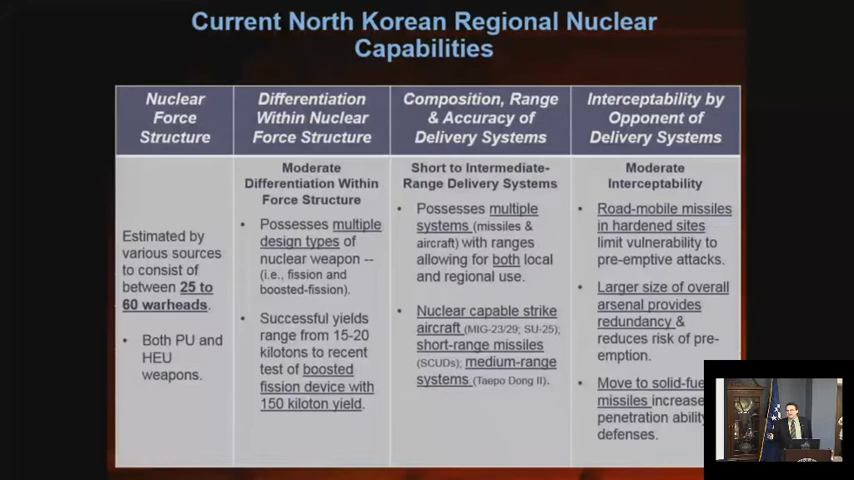 Current North Korean Regional Nuclear
Capabilities
Nuclear
Force
Structure
Differentiation
Within Nuclear
Force Structure
Composition, Range
& Accuracy of
Delivery Systems
Interceptability by
Opponent of
Delivery Systems
Estimated by
various sources
to consist of
between 25 to
60 warheads.
• Both PU and
HEU
weapons.
Moderate
Differentiation Within
Force Structure
• Possesses multiple
design types of
nuclear weapon --
(i.e., fission and
boosted-fission).
• Successful yields
range from 15-20
kilotons to recent
test of boosted
fission device with
150 kiloton yield.
Short to Intermediate-
Range Delivery Systems
• Possesses multiple
systems (missiles &
aircraft) with ranges
allowing for both local
and regional use.
• Nuclear capable strike
aircraft (MIG-23/29; SU-25);
short-range missiles
(SCUDs); medium-range
systems (Taepo Dong II).
Moderate
Interceptability
• Road-mobile missiles
in hardened sites
limit vulnerability to
pre-emptive attacks.
• Larger size of overall
arsenal provides
redundancy &
reduces risk of pre-
emption.
• Move to solid-fue
missiles increase
penetration ability
defenses.